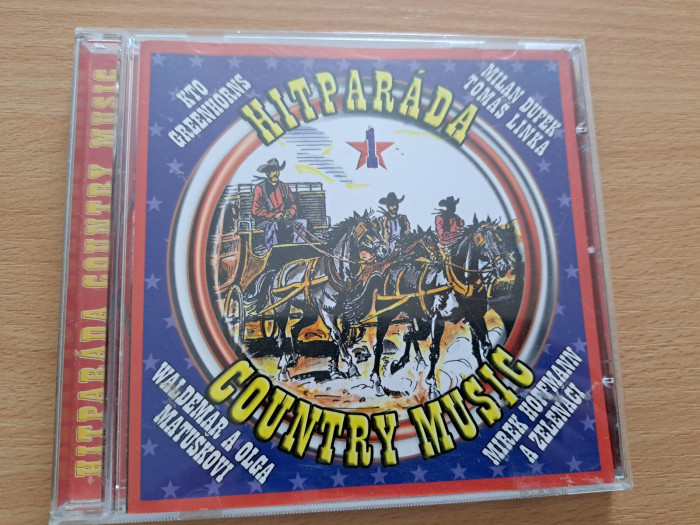 HITPARÁDA COUNTRY MUSIC
KTO
GREENHORNS
HITPARÁDA
MILAN DUFEK
TOMÁŠ LINKA
1
WALDEMAR A OLGA
MATUŠKOVI
COUNTRY MUSIC
MIREK HOFFMANN
A ZELENÁČI